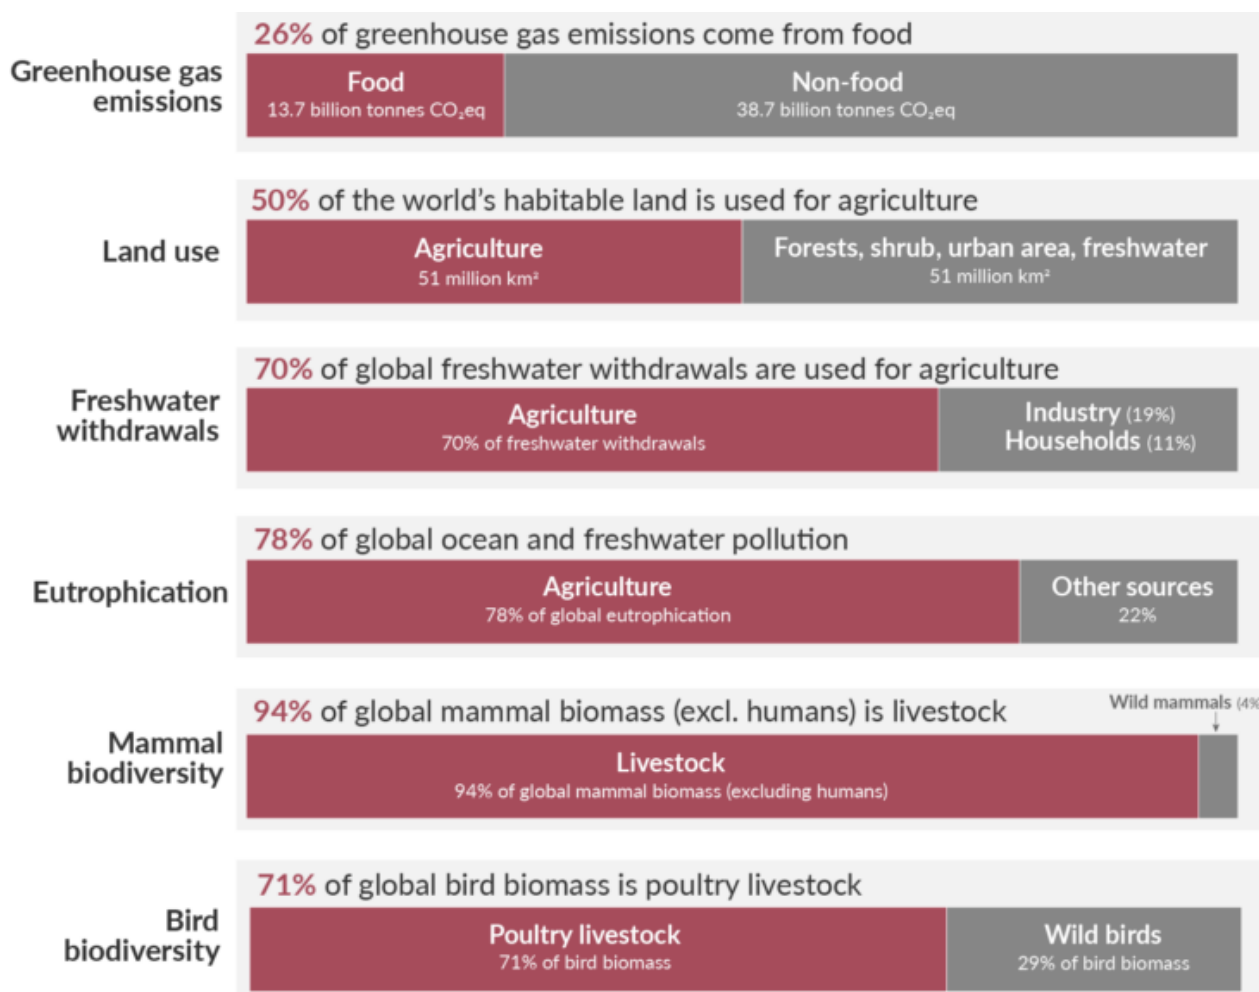 26% of greenhouse gas emissions come from food
Greenhouse gas
emissions
Food
13.7 billion tonnes CO₂eq
Non-food
38.7 billion tonnes CO₂eq
50% of the world's habitable land is used for agriculture
Land use
Agriculture
51 million km²
Forests, shrub, urban area, freshwater
51 million km²
70% of global freshwater withdrawals are used for agriculture
Freshwater
withdrawals
Agriculture
70% of freshwater withdrawals
Industry (19%)
Households (11%)
78% of global ocean and freshwater pollution
Eutrophication
Agriculture
78% of global eutrophication
Other sources
22%
94% of global mammal biomass (excl. humans) is livestock
Wild mammals (4%
Mammal
biodiversity
Livestock
94% of global mammal biomass (excluding humans)
71% of global bird biomass is poultry livestock
Bird
biodiversity
Poultry livestock
71% of bird biomass
Wild birds
29% of bird biomass